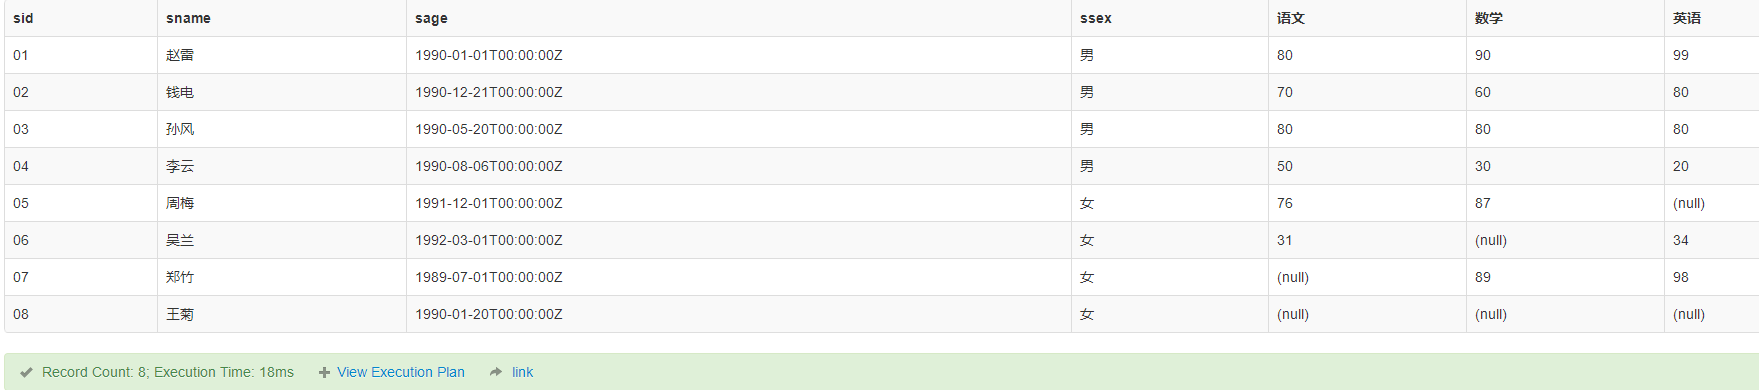 sid sname sage ssex 语文 数学 英语
01 赵雷 1990-01-01T00:00:00Z 男 80 90 99
02 钱电 1990-12-21T00:00:00Z 男 70 60 80
03 孙风 1990-05-20T00:00:00Z 男 80 80 80
04 李云 1990-08-06T00:00:00Z 男 50 30 20
05 周梅 1991-12-01T00:00:00Z 女 76 87 (null)
06 吴兰 1992-03-01T00:00:00Z 女 31 (null) 34
07 郑竹 1989-07-01T00:00:00Z 女 (null) 89 98
08 王菊 1990-01-20T00:00:00Z 女 (null) (null) (null)
Record Count: 8; Execution Time: 18ms View Execution Plan link